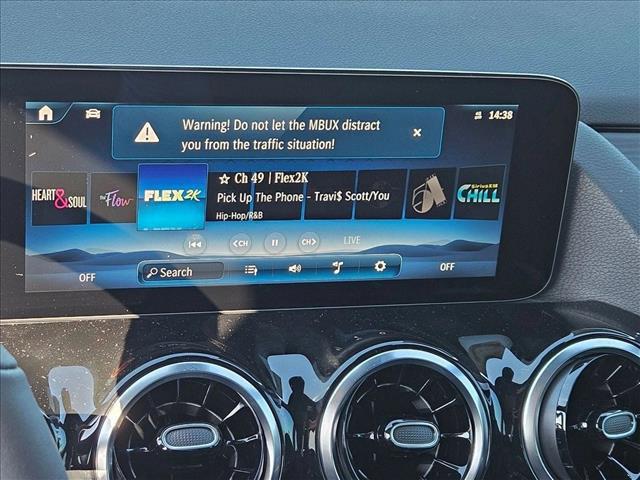 14:38
Warning! Do not let the MBUX distract
you from the traffic situation!
HEART & SOUL
the Flow
FLEX2K
☆ Ch 49 | Flex2K
Pick Up The Phone - Travi$ Scott/You
Hip-Hop/R&B
SiriusXM
CHILL
CH
CH
LIVE
OFF
Search
OFF